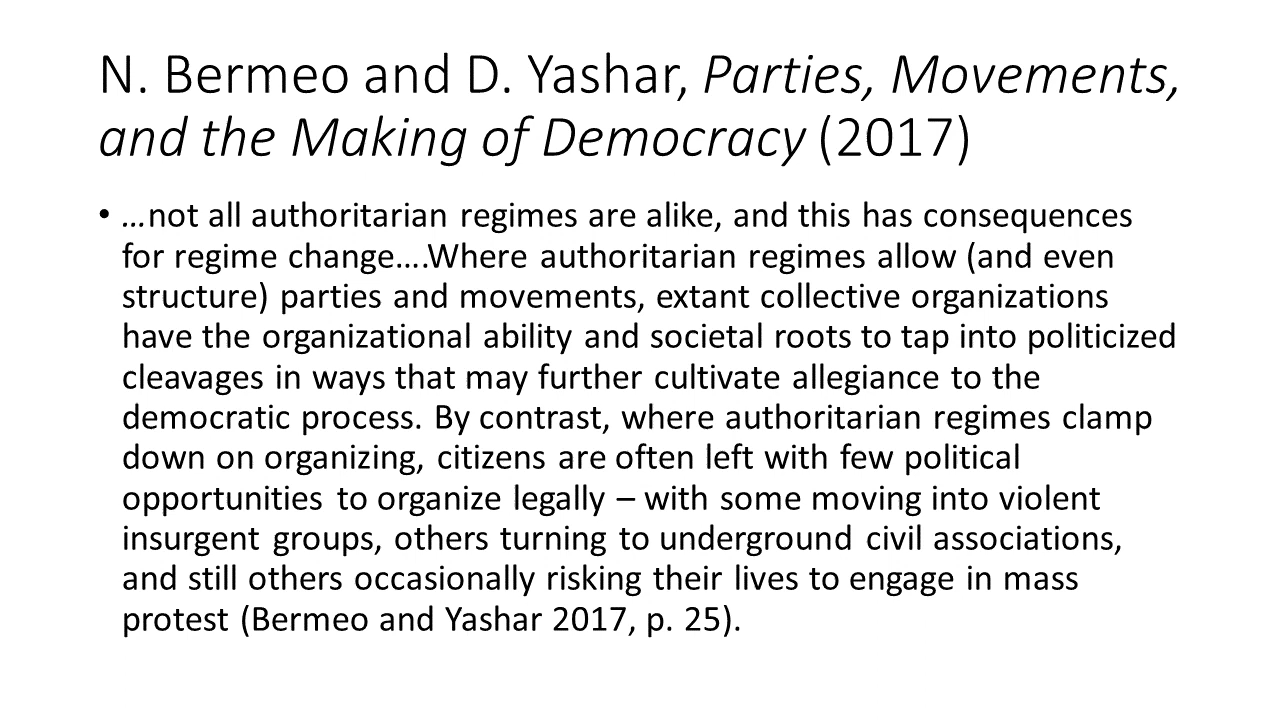 N. Bermeo and D. Yashar, Parties, Movements,
and the Making of Democracy (2017)
• …not all authoritarian regimes are alike, and this has consequences
for regime change….Where authoritarian regimes allow (and even
structure) parties and movements, extant collective organizations
have the organizational ability and societal roots to tap into politicized
cleavages in ways that may further cultivate allegiance to the
democratic process. By contrast, where authoritarian regimes clamp
down on organizing, citizens are often left with few political
opportunities to organize legally – with some moving into violent
insurgent groups, others turning to underground civil associations,
and still others occasionally risking their lives to engage in mass
protest (Bermeo and Yashar 2017, p. 25).